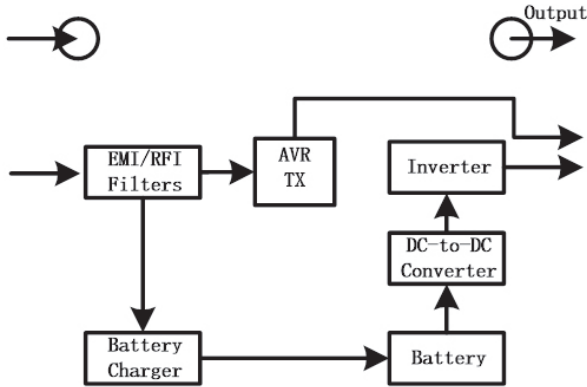 Output
EMI/RFI
Filters
AVR
TX
Inverter
DC-to-DC
Converter
Battery
Charger
Battery